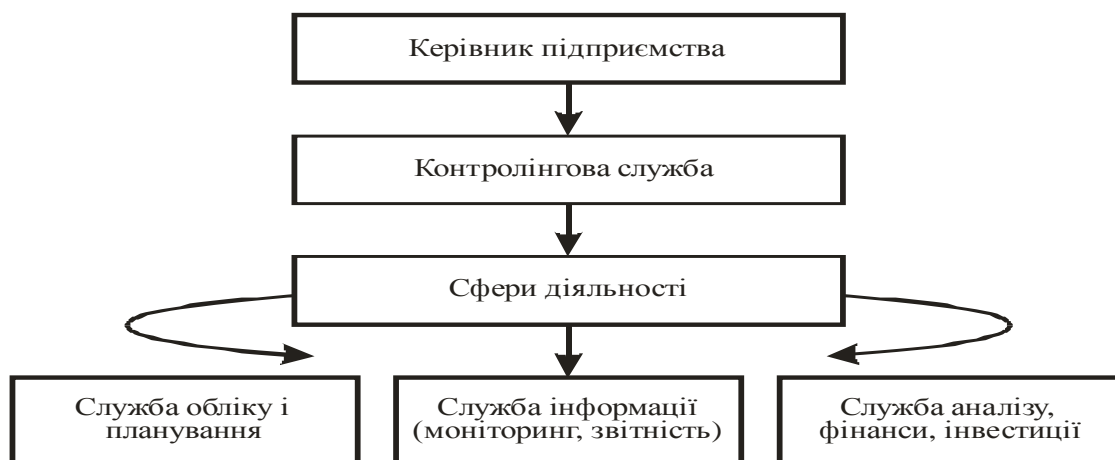 Керівник підприємства
Контролінгова служба
Сфери діяльності
Служба обліку і
планування
Служба інформації
(моніторинг, звітність)
Служба аналізу,
фінанси, інвестиції